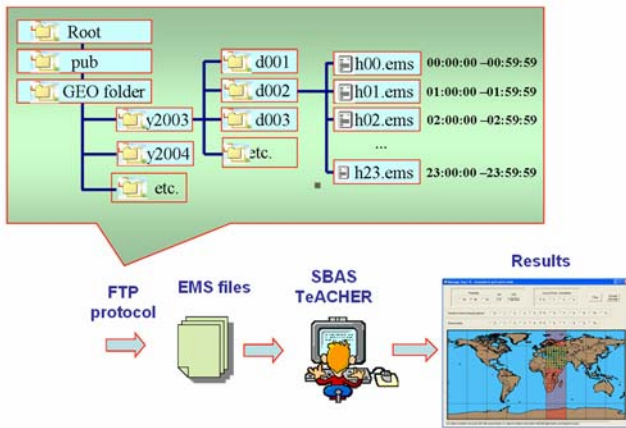 Root
pub
GEO folder
y2003
y2004
etc.
d001
d002
d003
etc.
h00.ems 00:00:00 –00:59:59
h01.ems 01:00:00 –01:59:59
h02.ems 02:00:00 –02:59:59
...
h23.ems 23:00:00 –23:59:59
FTP
protocol
EMS files
SBAS
TeACHER
Results